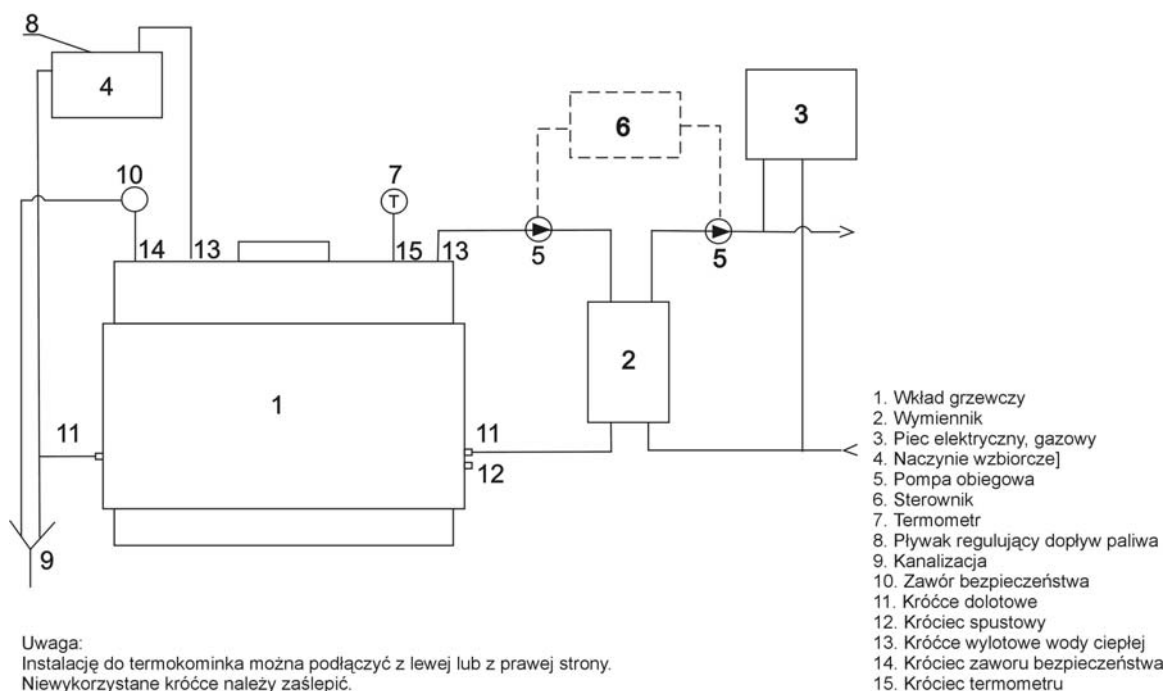 8
4
6
3
10
7
T
14
13
15
13
5
5
2
1
11
11
12
9
1. Wkład grzewczy
2. Wymiennik
3. Piec elektryczny, gazowy
4. Naczynie wzbiorcze]
5. Pompa obiegowa
6. Sterownik
7. Termometr
8. Pływak regulujący dopływ paliwa
9. Kanalizacja
10. Zawór bezpieczeństwa
11. Króćce dolotowe
12. Króciec spustowy
13. Króćce wylotowe wody ciepłej
14. Króciec zaworu bezpieczeństwa
15. Króciec termometru
Uwaga:
Instalację do termokominka można podłączyć z lewej lub z prawej strony.
Niewykorzystane króćce należy zaślepić.